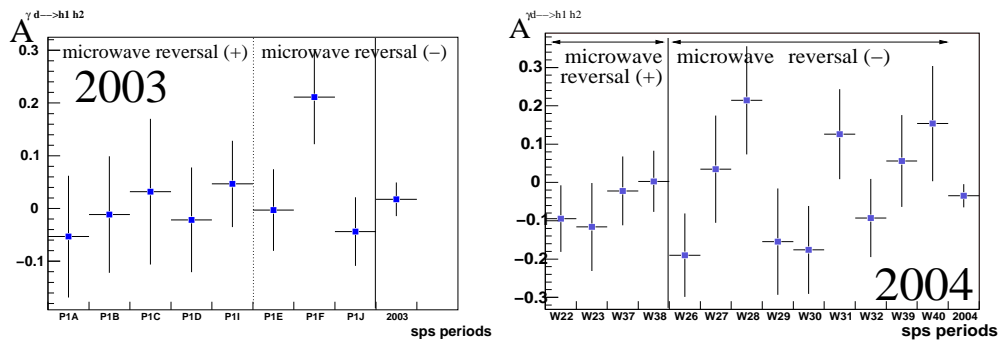 γ d−−>h1 h2
A
microwave reversal (+) microwave reversal (−)
2003
0.3
0.2
0.1
0
−0.1
P1A P1B P1C P1D P1I P1E P1F P1J 2003
sps periods
γd−−>h1 h2
A
microwave reversal (+)
microwave reversal (−)
0.3
0.2
0.1
0
−0.1
−0.2
−0.3
2004
W22 W23 W37 W38 W26 W27 W28 W29 W30 W31 W32 W39 W40 2004
sps periods